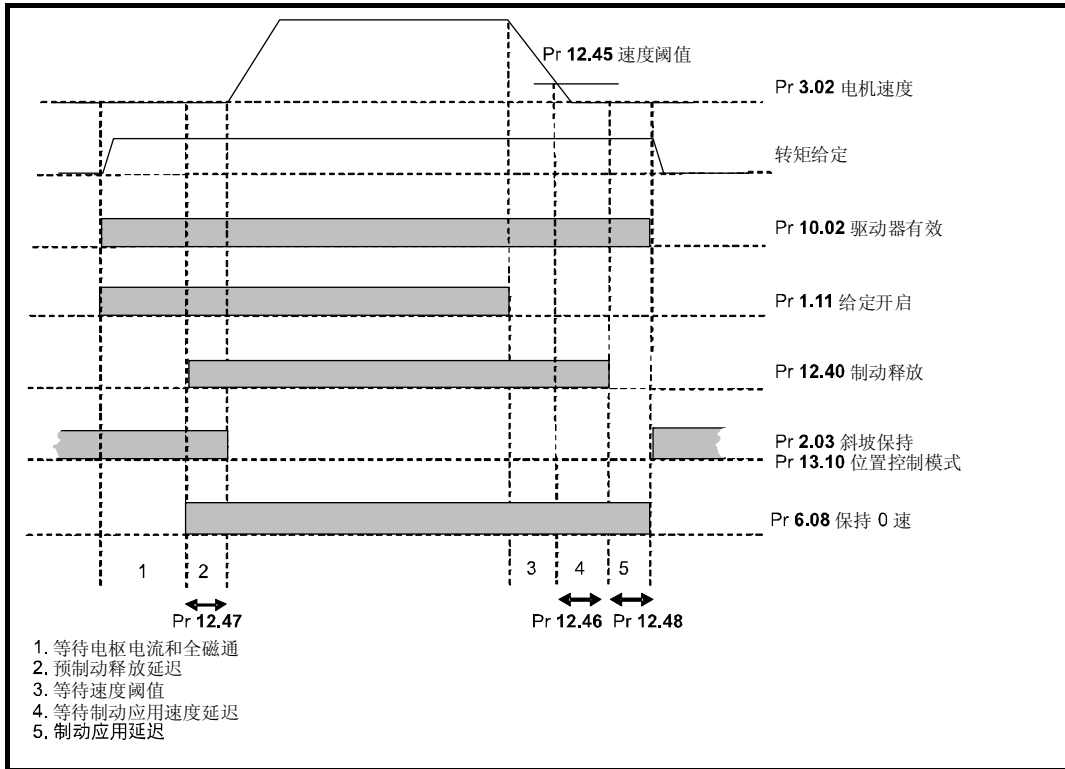 Pr 12.45 速度阈值
Pr 3.02 电机速度
转矩给定
Pr 10.02 驱动器有效
Pr 1.11 给定开启
Pr 12.40 制动释放
Pr 2.03 斜坡保持
Pr 13.10 位置控制模式
Pr 6.08 保持 0 速
1 2 3 4 5
Pr 12.47 Pr 12.46 Pr 12.48
1. 等待电枢电流和全磁通
2. 预制动释放延迟
3. 等待速度阈值
4. 等待制动应用速度延迟
5. 制动应用延迟